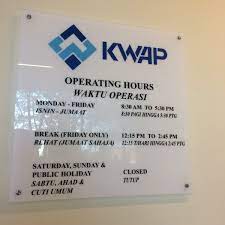 KWAP
OPERATING HOURS
WAKTU OPERASI
MONDAY - FRIDAY 8:30 AM TO 5:30 PM
ISNIN - JUMAAT 8:30 PAGI HINGGA 5:30 PTG
BREAK (FRIDAY ONLY) 12:15 PM TO 2:45 PM
REHAT (JUMAAT SAHAJA) 12:15 T/HARI HINGGA 2:45 PTG
SATURDAY, SUNDAY & CLOSED
PUBLIC HOLIDAY TUTUP
SABTU, AHAD &
CUTI UMUM